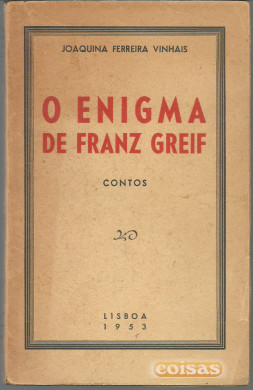 JOAQUINA FERREIRA VINHAIS
O ENIGMA
DE FRANZ GREIF
CONTOS
LISBOA
1953
coisas